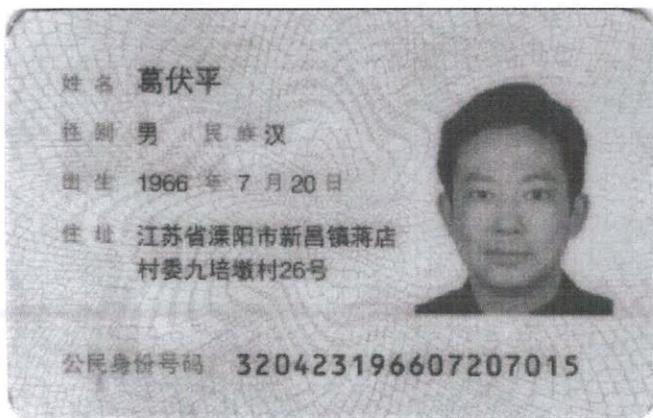 姓名 葛伏平
性别 男 民族 汉
出生 1966 年 7 月 20 日
住址 江苏省溧阳市新昌镇蒋店
村委九培墩村26号
公民身份号码 320423196607207015